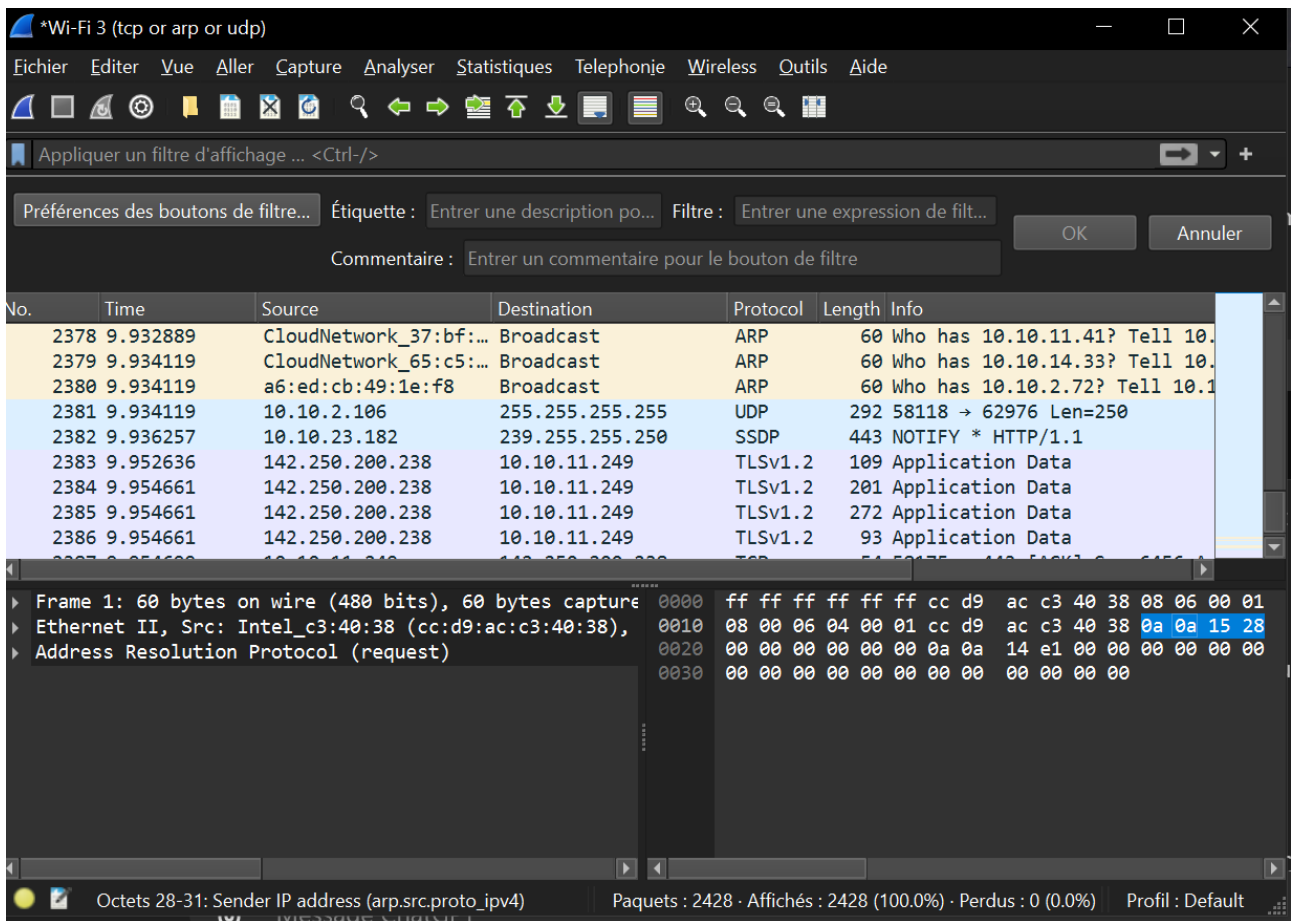 *Wi-Fi 3 (tcp or arp or udp)
Fichier Editer Vue Aller Capture Analyser Statistiques Telephonie Wireless Outils Aide
Appliquer un filtre d'affichage ... <Ctrl-/>
Préférences des boutons de filtre... Étiquette : Entrer une description po... Filtre : Entrer une expression de filt...
OK Annuler
Commentaire : Entrer un commentaire pour le bouton de filtre
No. Time Source Destination Protocol Length Info
2378 9.932889 CloudNetwork_37:bf:… Broadcast ARP 60 Who has 10.10.11.41? Tell 10.
2379 9.934119 CloudNetwork_65:c5:… Broadcast ARP 60 Who has 10.10.14.33? Tell 10.
2380 9.934119 a6:ed:cb:49:1e:f8 Broadcast ARP 60 Who has 10.10.2.72? Tell 10.1
2381 9.934119 10.10.2.106 255.255.255.255 UDP 292 58118 → 62976 Len=250
2382 9.936257 10.10.23.182 239.255.255.250 SSDP 443 NOTIFY * HTTP/1.1
2383 9.952636 142.250.200.238 10.10.11.249 TLSv1.2 109 Application Data
2384 9.954661 142.250.200.238 10.10.11.249 TLSv1.2 201 Application Data
2385 9.954661 142.250.200.238 10.10.11.249 TLSv1.2 272 Application Data
2386 9.954661 142.250.200.238 10.10.11.249 TLSv1.2 93 Application Data
Frame 1: 60 bytes on wire (480 bits), 60 bytes capture
Ethernet II, Src: Intel_c3:40:38 (cc:d9:ac:c3:40:38),
Address Resolution Protocol (request)
0000 ff ff ff ff ff ff cc d9 ac c3 40 38 08 06 00 01
0010 08 00 06 04 00 01 cc d9 ac c3 40 38 0a 0a 15 28
0020 00 00 00 00 00 00 0a 0a 14 e1 00 00 00 00 00 00
0030 00 00 00 00 00 00 00 00 00 00 00 00
Octets 28-31: Sender IP address (arp.src.proto_ipv4) Paquets : 2428 · Affichés : 2428 (100.0%) · Perdus : 0 (0.0%) Profil : Default